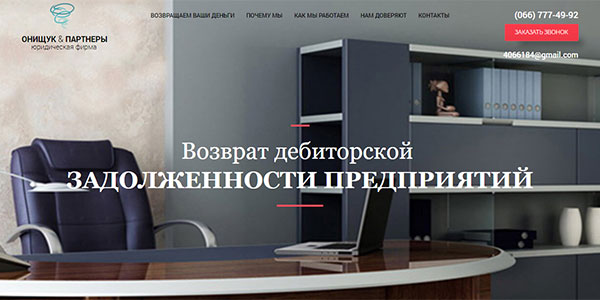 ОНИЩУК & ПАРТНЕРЫ
юридическая фирма
ВОЗВРАЩАЕМ ВАШИ ДЕНЬГИ ПОЧЕМУ МЫ КАК МЫ РАБОТАЕМ НАМ ДОВЕРЯЮТ КОНТАКТЫ
(066) 777-49-92
ЗАКАЗАТЬ ЗВОНОК
4066184@gmail.com
Возврат дебиторской
ЗАДОЛЖЕННОСТИ ПРЕДПРИЯТИЙ